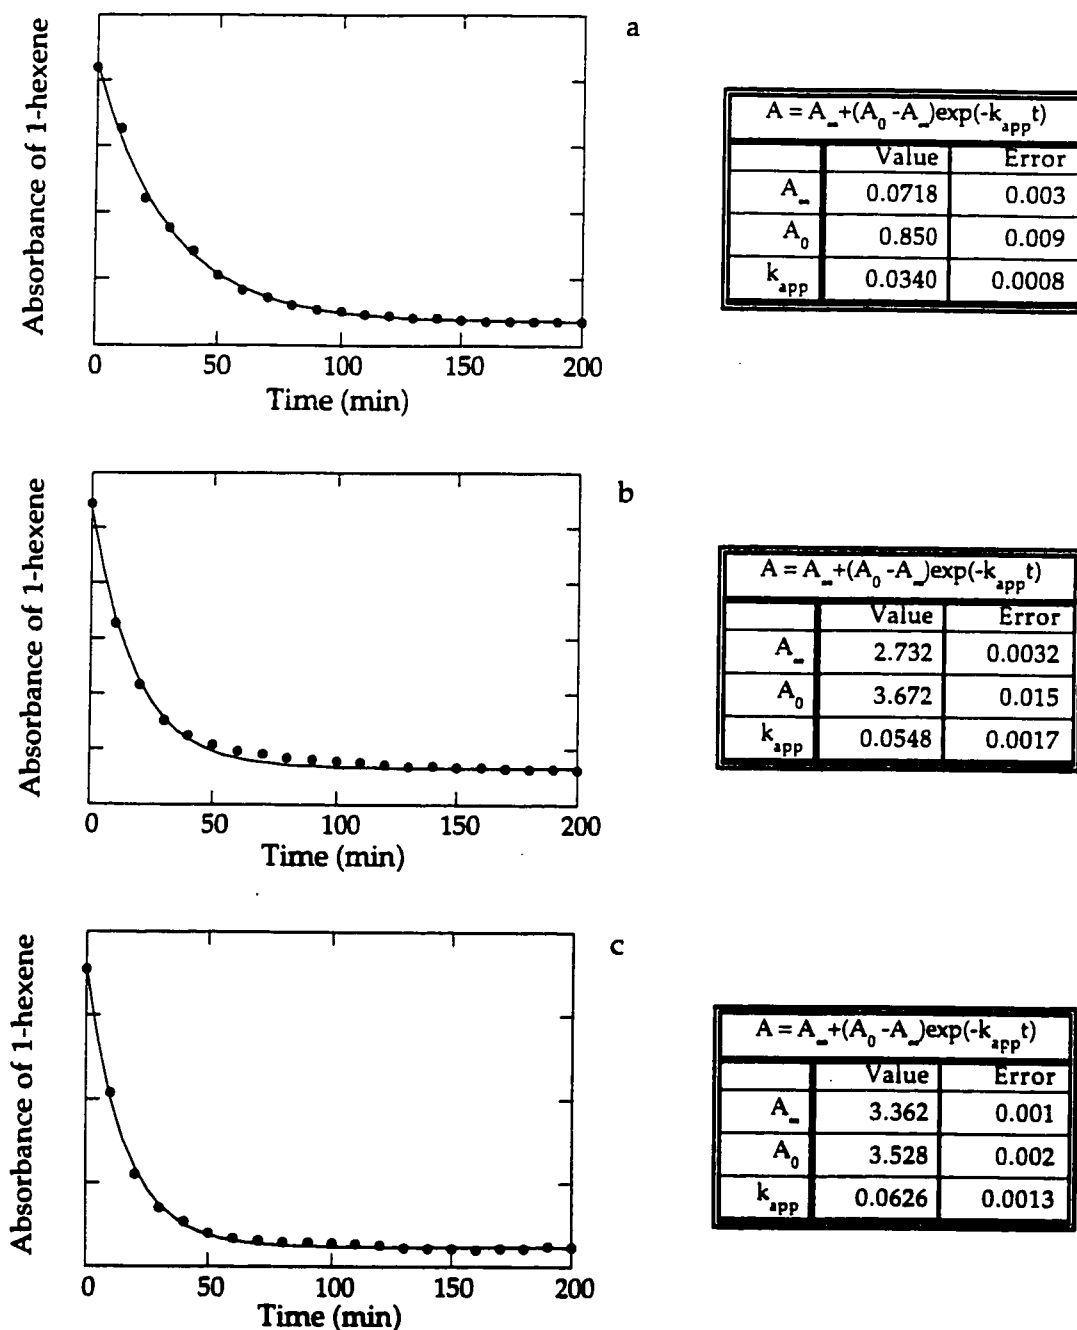 a
Absorbance of 1-hexene
0 50 100 150 200
Time (min)
A = A∞+(A0 -A∞)exp(-kappt)
Value Error
A∞ 0.0718 0.003
A0 0.850 0.009
kapp 0.0340 0.0008
b
Absorbance of 1-hexene
0 50 100 150 200
Time (min)
A = A∞+(A0 -A∞)exp(-kappt)
Value Error
A∞ 2.732 0.0032
A0 3.672 0.015
kapp 0.0548 0.0017
c
Absorbance of 1-hexene
0 50 100 150 200
Time (min)
A = A∞+(A0 -A∞)exp(-kappt)
Value Error
A∞ 3.362 0.001
A0 3.528 0.002
kapp 0.0626 0.0013